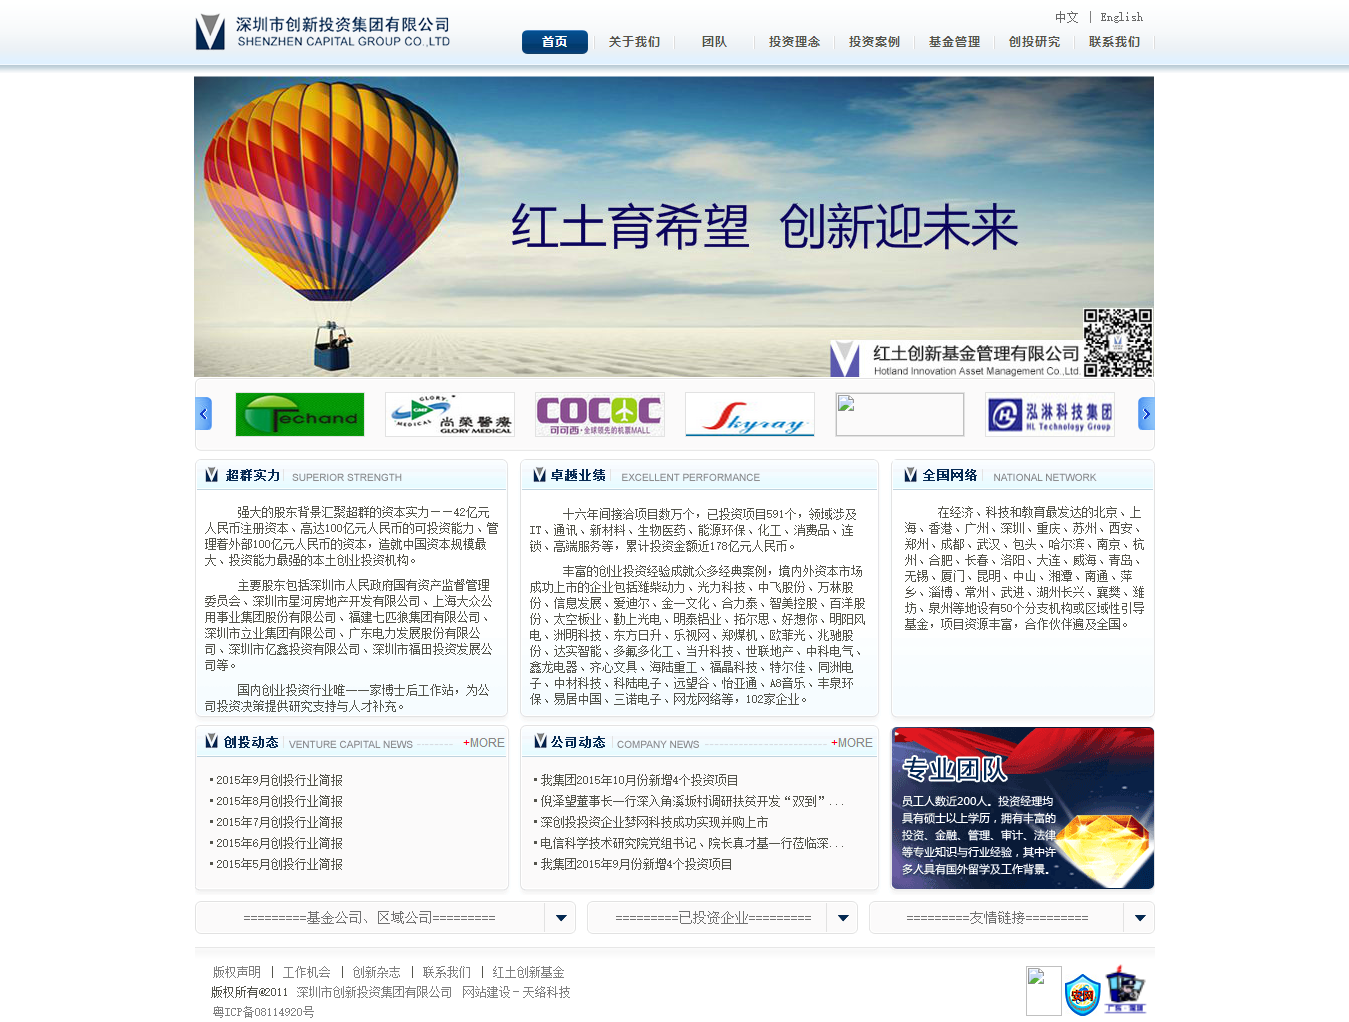 深圳市创新投资集团有限公司
SHENZHEN CAPITAL GROUP CO.,LTD
中文 | English
首页 关于我们 团队 投资理念 投资案例 基金管理 创投研究 联系我们
红土育希望 创新迎未来
红土创新基金管理有限公司
Hotland Innovation Asset Management Co.,Ltd.
Techand
GLORY MEDICAL
尚榮醫療
GLORY MEDICAL
COCOC
可可西·全球领先的机票MALL
Skyray
泓淋科技集团
HL Technology Group
超群实力 SUPERIOR STRENGTH
强大的股东背景汇聚超群的资本实力－－42亿元
人民币注册资本、高达100亿元人民币的可投资能力、管
理着外部100亿元人民币的资本，造就中国资本规模最
大、投资能力最强的本土创业投资机构。
主要股东包括深圳市人民政府国有资产监督管理
委员会、深圳市星河房地产开发有限公司、上海大众公
用事业集团股份有限公司、福建七匹狼集团有限公司、
深圳市立业集团有限公司、广东电力发展股份有限公
司、深圳市亿鑫投资有限公司、深圳市福田投资发展公
司等。
国内创业投资行业唯一一家博士后工作站，为公
司投资决策提供研究支持与人才补充。
卓越业绩 EXCELLENT PERFORMANCE
十六年间接洽项目数万个，已投资项目591个，领域涉及
IT、通讯、新材料、生物医药、能源环保、化工、消费品、连
锁、高端服务等，累计投资金额近178亿元人民币。
丰富的创业投资经验成就众多经典案例，境内外资本市场
成功上市的企业包括潍柴动力、光力科技、中飞股份、万林股
份、信息发展、爱迪尔、金一文化、合力泰、智美控股、百洋股
份、太空板业、勤上光电、明泰铝业、拓尔思、好想你、明阳风
电、洲明科技、东方日升、乐视网、郑煤机、欧菲光、兆驰股
份、达实智能、多氟多化工、当升科技、世联地产、中科电气、
鑫龙电器、齐心文具、海陆重工、福晶科技、特尔佳、同洲电
子、中材科技、科陆电子、远望谷、怡亚通、A8音乐、丰泉环
保、易居中国、三诺电子、网龙网络等，102家企业。
全国网络 NATIONAL NETWORK
在经济、科技和教育最发达的北京、上
海、香港、广州、深圳、重庆、苏州、西安、
郑州、成都、武汉、包头、哈尔滨、南京、杭
州、合肥、长春、洛阳、大连、威海、青岛、
无锡、厦门、昆明、中山、湘潭、南通、萍
乡、淄博、常州、武进、湖州长兴、襄樊、潍
坊、泉州等地设有50个分支机构或区域性引导
基金，项目资源丰富，合作伙伴遍及全国。
创投动态 VENTURE CAPITAL NEWS +MORE
2015年9月创投行业简报
2015年8月创投行业简报
2015年7月创投行业简报
2015年6月创投行业简报
2015年5月创投行业简报
公司动态 COMPANY NEWS +MORE
我集团2015年10月份新增4个投资项目
倪泽望董事长一行深入角溪坂村调研扶贫开发“双到”...
深创投投资企业梦网科技成功实现并购上市
电信科学技术研究院党组书记、院长真才基一行莅临深...
我集团2015年9月份新增4个投资项目
专业团队
员工人数近200人。投资经理均
具有硕士以上学历，拥有丰富的
投资、金融、管理、审计、法律
等专业知识与行业经验，其中许
多人具有国外留学及工作背景。
=========基金公司、区域公司=========
=========已投资企业=========
=========友情链接=========
版权声明 | 工作机会 | 创新杂志 | 联系我们 | 红土创新基金
版权所有@2011 深圳市创新投资集团有限公司 网站建设－天络科技
粤ICP备08114920号